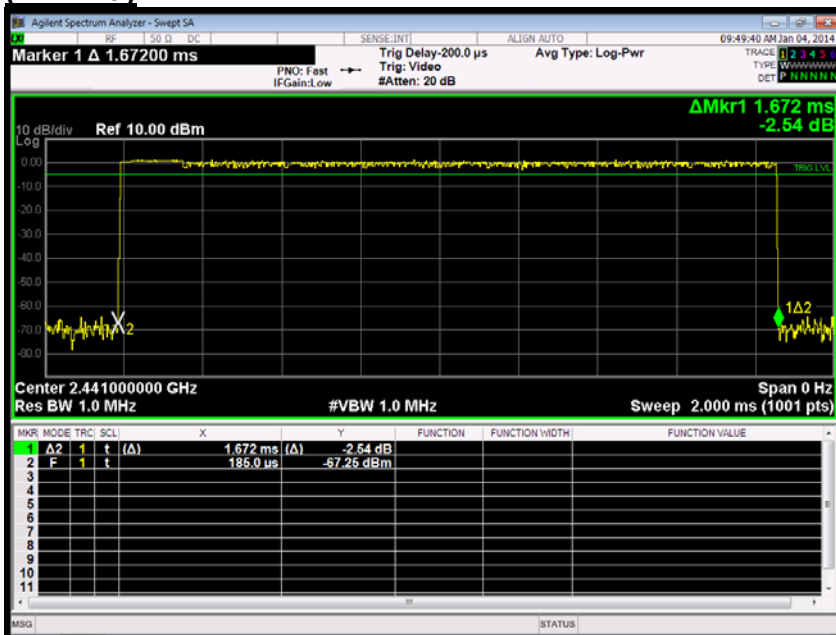 Agilent Spectrum Analyzer - Swept SA
LXI RF 50 Ω DC SENSE:INT ALIGN AUTO 09:49:40 AM Jan 04, 2014
Marker 1 Δ 1.67200 ms
PNO: Fast
IFGain:Low
Trig Delay-200.0 µs
Trig: Video
#Atten: 20 dB
Avg Type: Log-Pwr
TRACE 1 2 3 4 5 6
TYPE WWWWWW
DET P NNNNN
ΔMkr1 1.672 ms
-2.54 dB
10 dB/div Ref 10.00 dBm
Log
0.00
TRIG LVL
-10.0
-20.0
-30.0
-40.0
-50.0
-60.0
1Δ2
-70.0
2
-80.0
Center 2.441000000 GHz Span 0 Hz
Res BW 1.0 MHz #VBW 1.0 MHz Sweep 2.000 ms (1001 pts)
MKR MODE TRC SCL X Y FUNCTION FUNCTION WIDTH FUNCTION VALUE
1 Δ2 1 t (Δ) 1.672 ms (Δ) -2.54 dB
2 F 1 t 185.0 µs -67.25 dBm
3
4
5
6
7
8
9
10
11
MSG STATUS